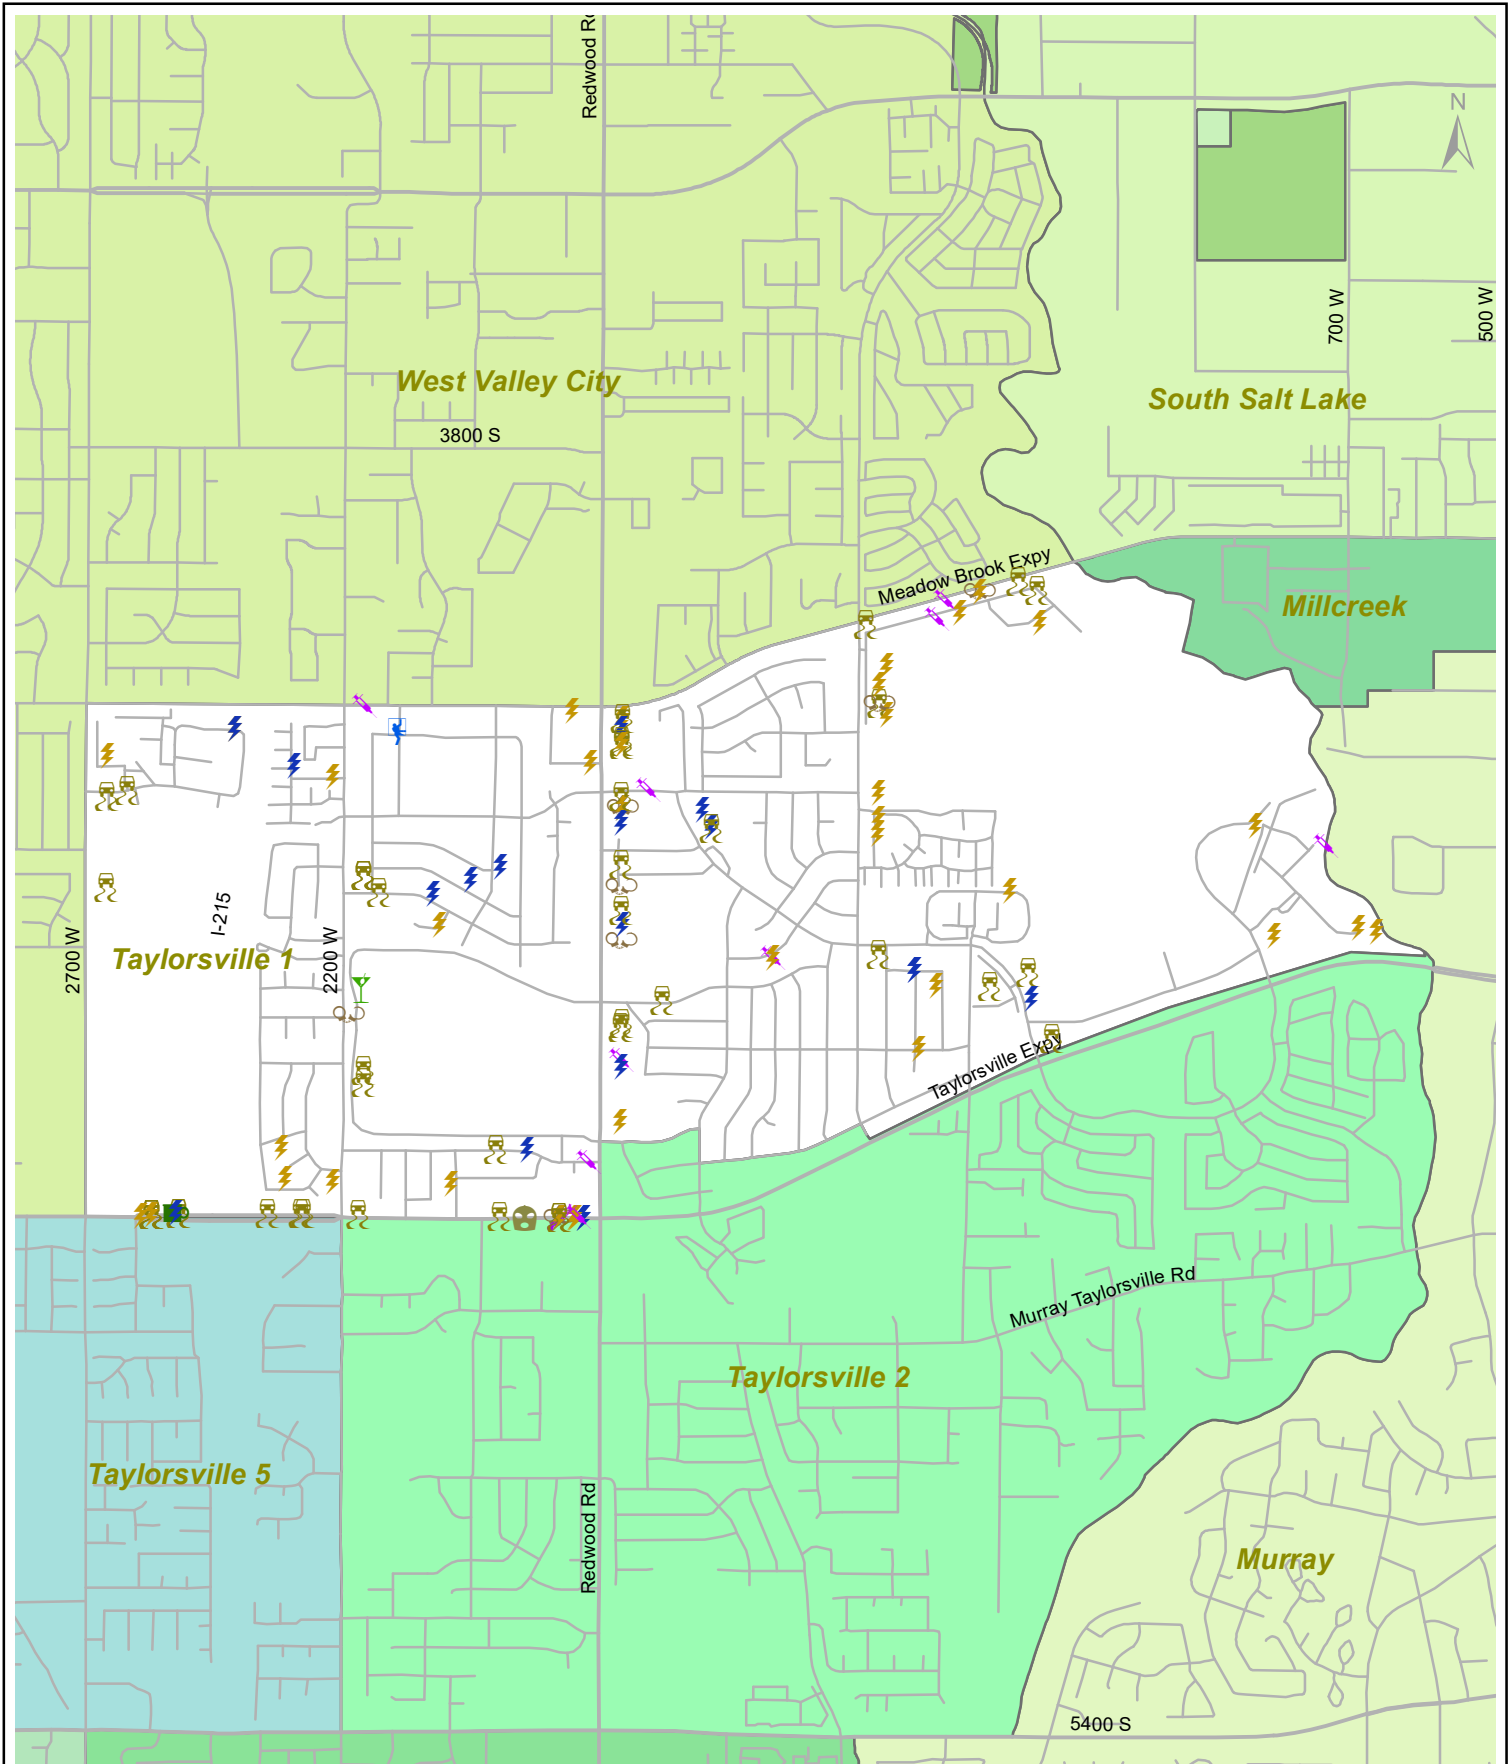 Redwood Rd
N
700 W
500 W
West Valley City
South Salt Lake
3800 S
Meadow Brook Expy
Millcreek
I-215
2700 W
2200 W
Taylorsville 1
Taylorsville Expy
Murray Taylorsville Rd
Taylorsville 2
Taylorsville 5
Redwood Rd
Murray
5400 S